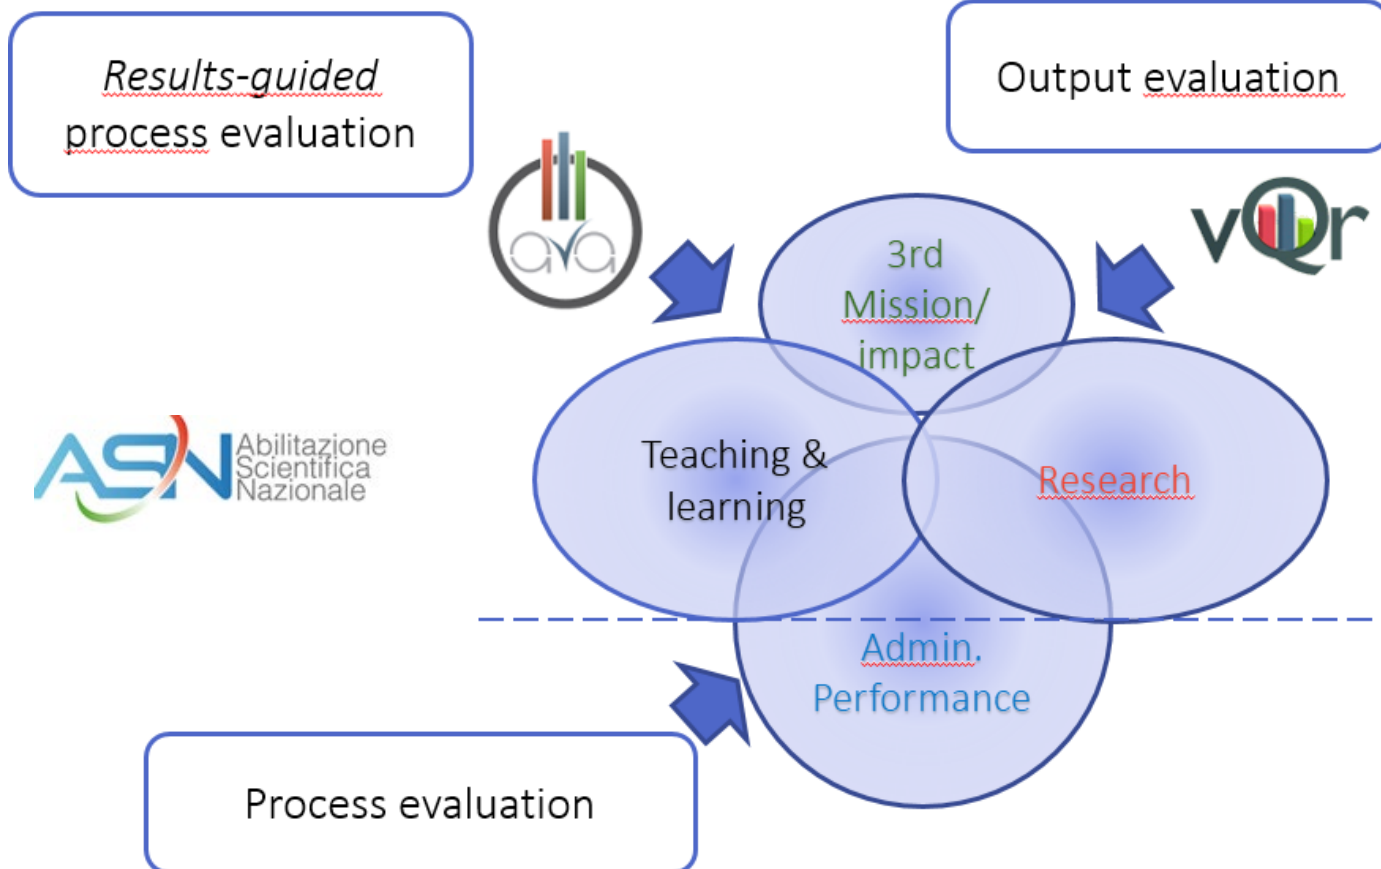 Results-guided
process evaluation
Output evaluation
ava
vQr
3rd
Mission/
impact
Teaching &
learning
Research
ASN Abilitazione
Scientifica
Nazionale
Admin.
Performance
Process evaluation